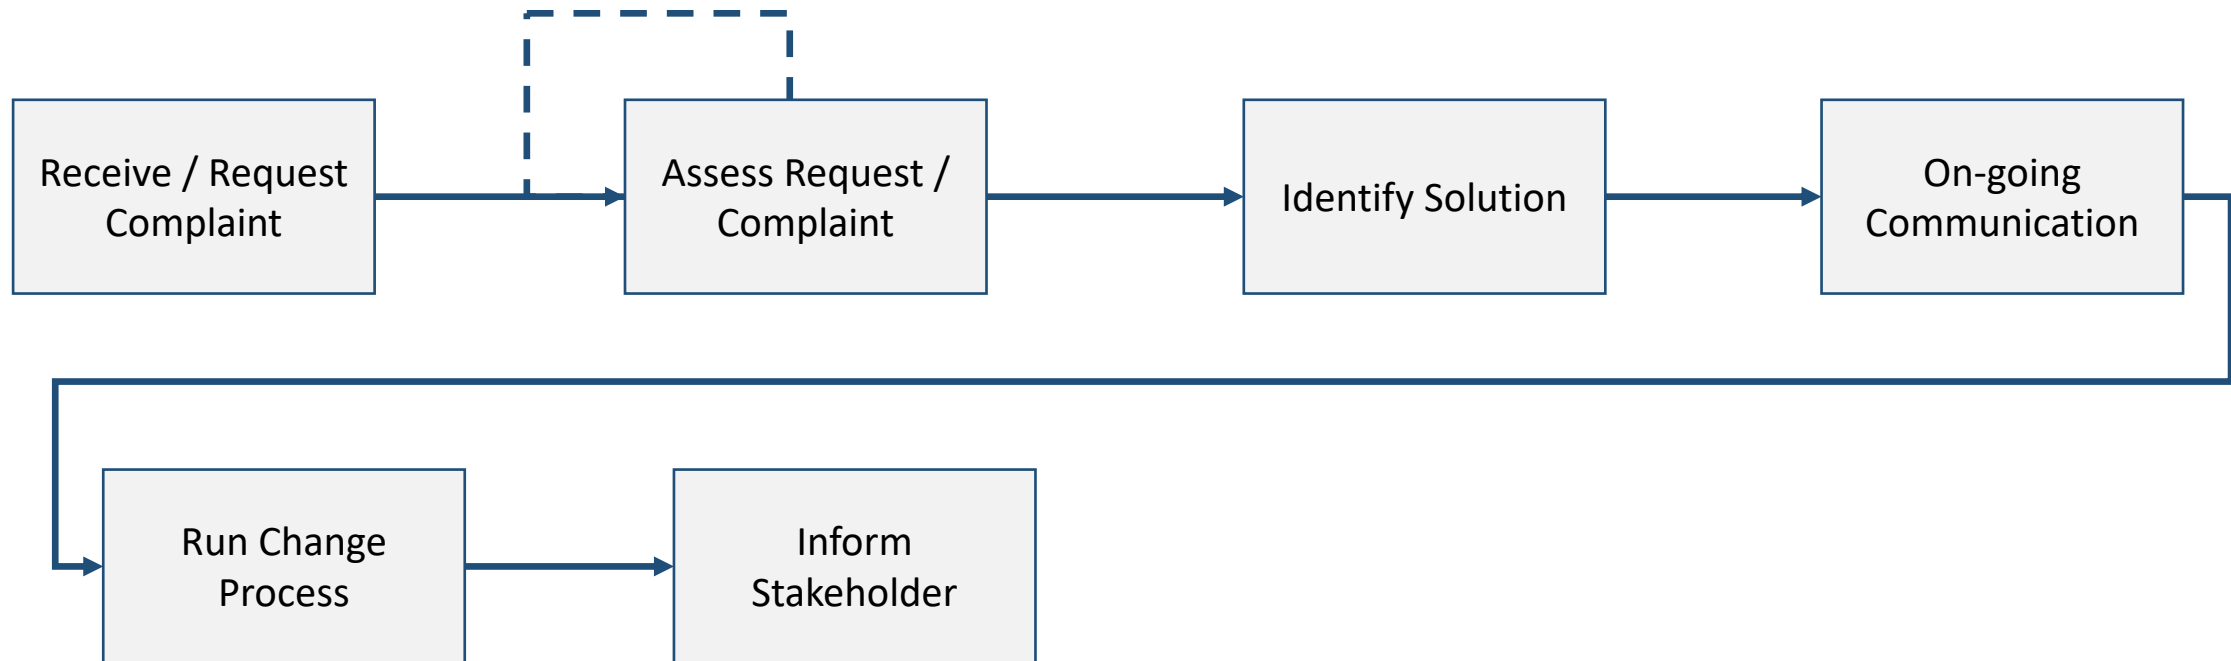 Receive / Request
Complaint
Assess Request /
Complaint
Identify Solution
On-going
Communication
Run Change
Process
Inform
Stakeholder